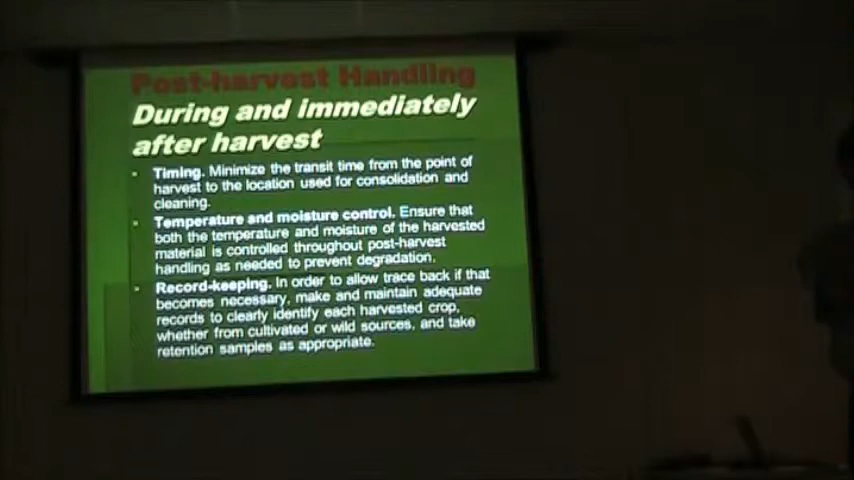 Post-harvest Handling
During and immediately
after harvest
• Timing. Minimize the transit time from the point of
harvest to the location used for consolidation and
cleaning.
• Temperature and moisture control. Ensure that
both the temperature and moisture of the harvested
material is controlled throughout post-harvest
handling as needed to prevent degradation.
• Record-keeping. In order to allow trace back if that
becomes necessary, make and maintain adequate
records to clearly identify each harvested crop,
whether from cultivated or wild sources, and take
retention samples as appropriate.